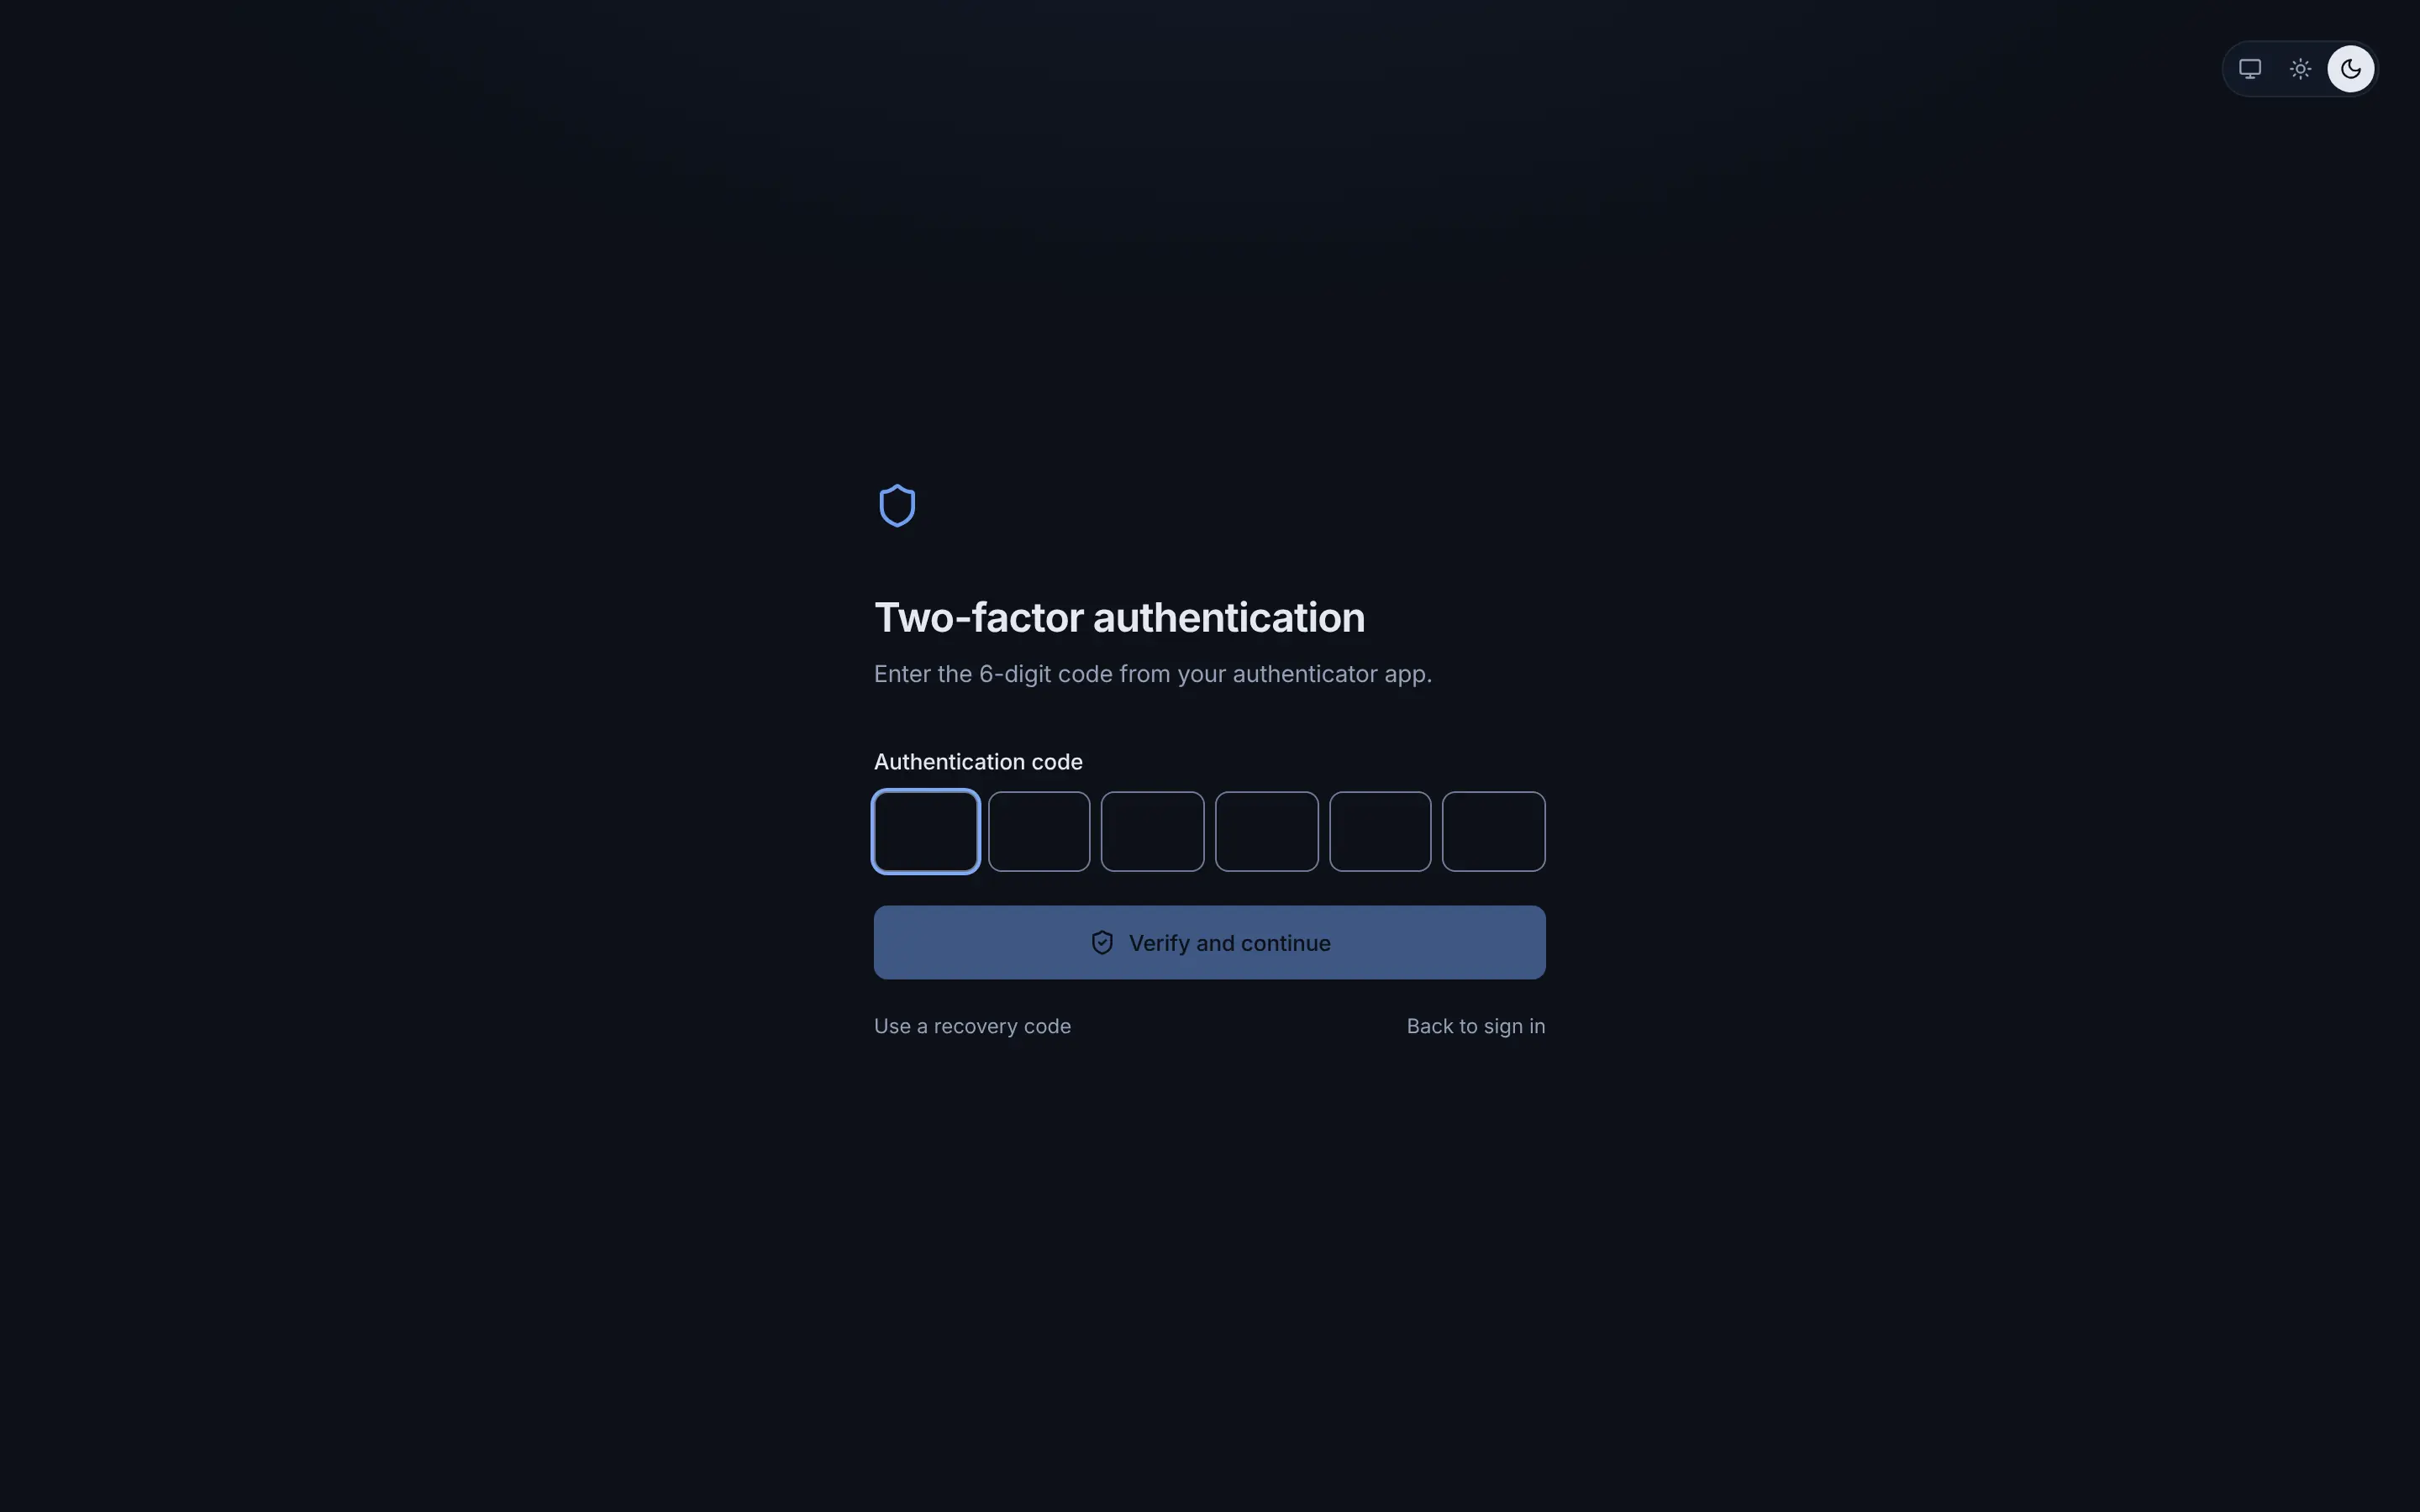 Two-factor authentication
Enter the 6-digit code from your authenticator app.
Authentication code
Verify and continue
Use a recovery code
Back to sign in